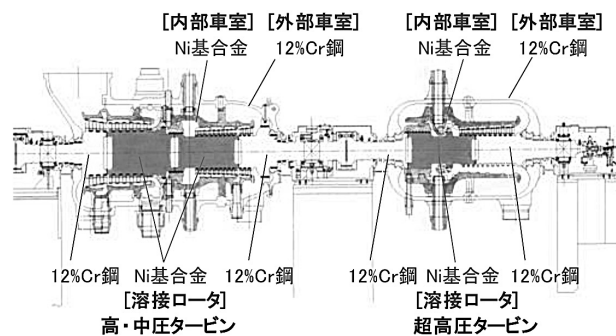 [内部車室] [外部車室]
Ni基合金 12%Cr鋼
[内部車室] [外部車室]
Ni基合金 12%Cr鋼
12%Cr鋼 Ni基合金 12%Cr鋼
[溶接ロータ]
高・中圧タービン
12%Cr鋼 Ni基合金 12%Cr鋼
[溶接ロータ]
超高圧タービン